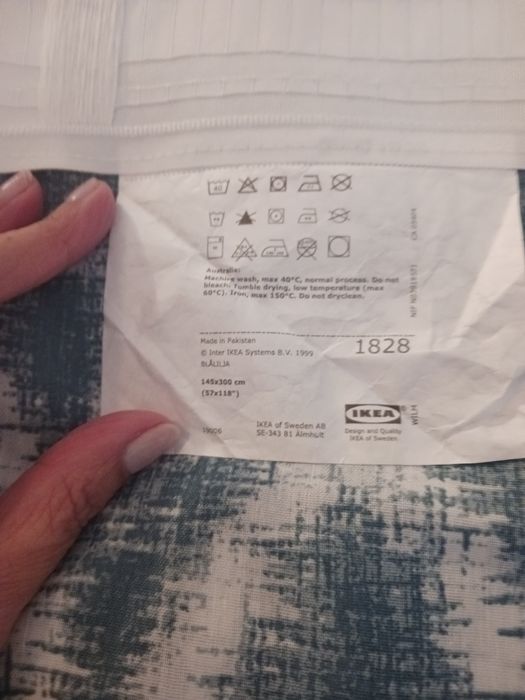 40
Australia:
Machine wash, max 40°C, normal process. Do not
bleach. Tumble drying, low temperature (max
60°C). Iron, max 150°C. Do not dryclean.
Made in Pakistan
© Inter IKEA Systems B.V. 1999
1828
BLÅLILJA
145x300 cm
(57x118")
IKEA of Sweden AB
SE-343 81 Älmhult
IKEA®
Design and Quality
IKEA of Sweden